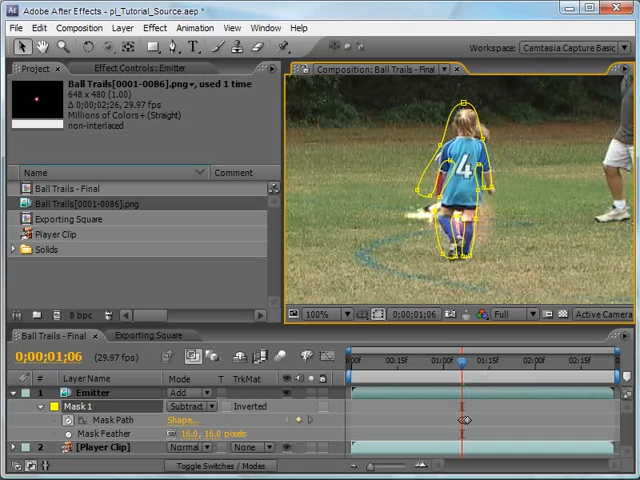 Adobe After Effects - pl_Tutorial_Source.aep *
File Edit Composition Layer Effect Animation View Window Help
Workspace: Camtasia Capture Basic
Project × Effect Controls: Emitter
Composition: Ball Trails - Final
Ball Trails[0001-0086].png, used 1 time
648 x 480 (1.00)
Δ 0;00;02;26, 29.97 fps
Millions of Colors+ (Straight)
non-interlaced
Name Comment
Ball Trails - Final
Ball Trails[0001-0086].png
Exporting Square
Player Clip
Solids
4
8 bpc
100% 0;00;01;06 Full Active Camera
Ball Trails - Final × Exporting Square
0;00;01;06 (29.97 fps)
# Layer Name Mode T TrkMat
:00f 00:15f 01:00f 01:15f 02:00f 02:15f
1 Emitter Add
Mask 1 Subtract Inverted
Mask Path Shape...
Mask Feather 16.0, 16.0 pixels
2 [Player Clip] Normal None
Toggle Switches / Modes